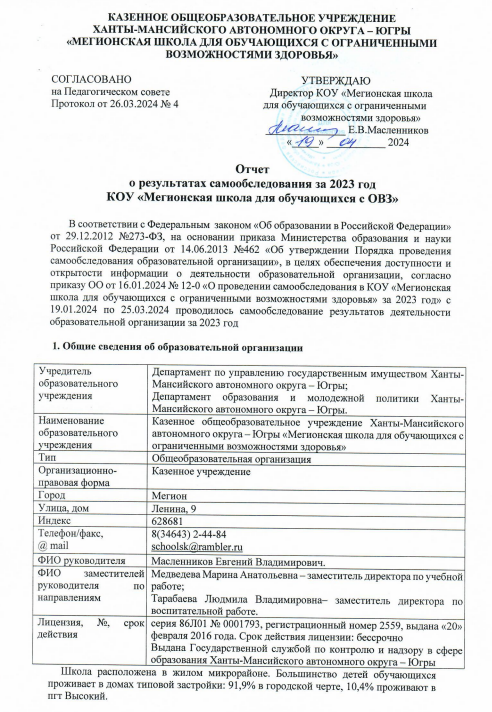 КАЗЕННОЕ ОБЩЕОБРАЗОВАТЕЛЬНОЕ УЧРЕЖДЕНИЕ
ХАНТЫ-МАНСИЙСКОГО АВТОНОМНОГО ОКРУГА – ЮГРЫ
«МЕГИОНСКАЯ ШКОЛА ДЛЯ ОБУЧАЮЩИХСЯ С ОГРАНИЧЕННЫМИ
ВОЗМОЖНОСТЯМИ ЗДОРОВЬЯ»
СОГЛАСОВАНО
на Педагогическом совете
Протокол от 26.03.2024 № 4
УТВЕРЖДАЮ
Директор КОУ «Мегионская школа
для обучающихся с ограниченными
возможностями здоровья»
Е.В.Масленников
« 19 » 04 2024
Отчет
о результатах самообследования за 2023 год
КОУ «Мегионская школа для обучающихся с ОВЗ»
В соответствии с Федеральным законом «Об образовании в Российской Федерации»
от 29.12.2012 №273-ФЗ, на основании приказа Министерства образования и науки
Российской Федерации от 14.06.2013 №462 «Об утверждении Порядка проведения
самообследования образовательной организации», в целях обеспечения доступности и
открытости информации о деятельности образовательной организации, согласно
приказу ОО от 16.01.2024 № 12-0 «О проведении самообследования в КОУ «Мегионская
школа для обучающихся с ограниченными возможностями здоровья» за 2023 год» с
19.01.2024 по 25.03.2024 проводилось самообследование результатов деятельности
образовательной организации за 2023 год
1. Общие сведения об образовательной организации
Учредитель
образовательного
учреждения
Департамент по управлению государственным имуществом Ханты-
Мансийского автономного округа – Югры;
Департамент образования и молодежной политики Ханты-
Мансийского автономного округа – Югры.
Наименование
образовательного
учреждения
Казенное общеобразовательное учреждение Ханты-Мансийского
автономного округа – Югры «Мегионская школа для обучающихся с
ограниченными возможностями здоровья»
Тип
Общеобразовательная организация
Организационно-
правовая форма
Казенное учреждение
Город
Мегион
Улица, дом
Ленина, 9
Индекс
628681
Телефон/факс,
@ mail
8(34643) 2-44-84
schoolsk@rambler.ru
ФИО руководителя
Масленников Евгений Владимирович.
ФИО заместителей
руководителя по
направлениям
Медведева Марина Анатольевна – заместитель директора по учебной
работе;
Тарабаева Людмила Владимировна– заместитель директора по
воспитательной работе.
Лицензия, №, срок
действия
серия 86Л01 № 0001793, регистрационный номер 2559, выдана «20»
февраля 2016 года. Срок действия лицензии: бессрочно
Выдана Государственной службой по контролю и надзору в сфере
образования Ханты-Мансийского автономного округа – Югры
Школа расположена в жилом микрорайоне. Большинство детей обучающихся
проживает в домах типовой застройки: 91,9% в городской черте, 10,4% проживают в
пгт Высокий.